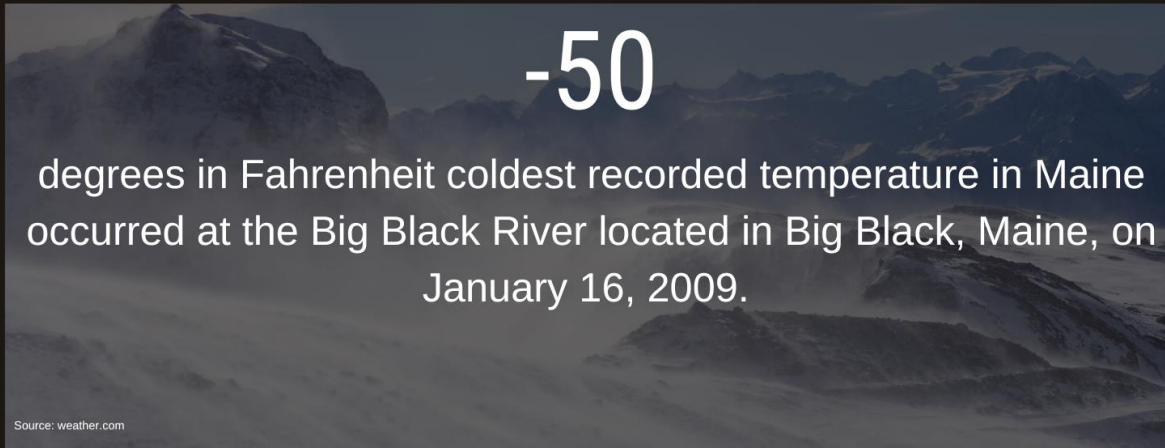 -50
degrees in Fahrenheit coldest recorded temperature in Maine
occurred at the Big Black River located in Big Black, Maine, on
January 16, 2009.
Source: weather.com